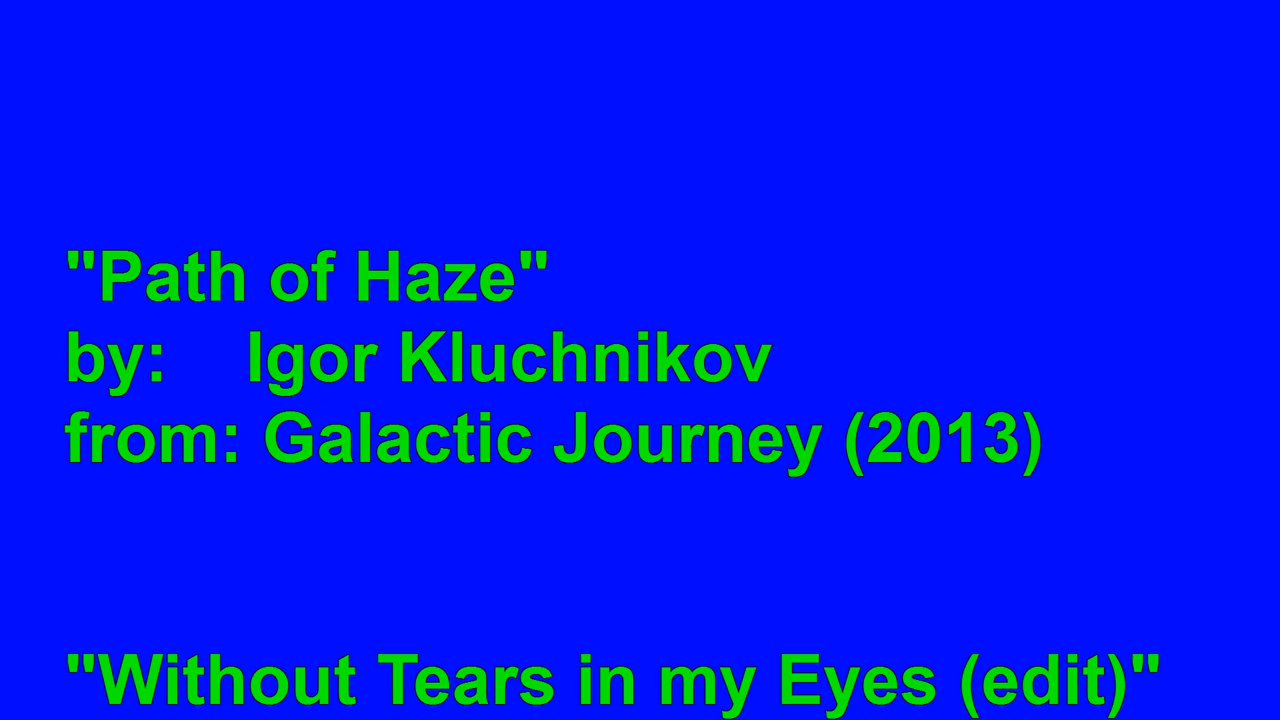 "Path of Haze"
by: Igor Kluchnikov
from: Galactic Journey (2013)
"Without Tears in my Eyes (edit)"